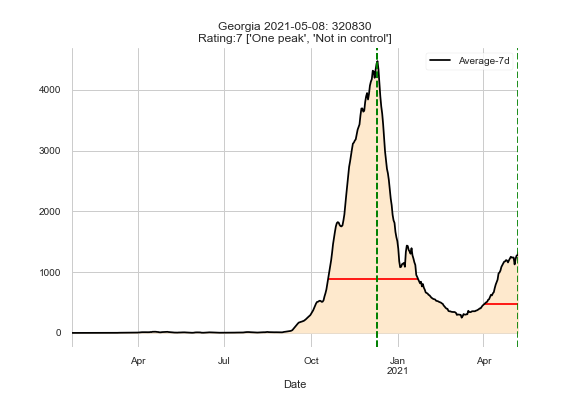 Georgia 2021-05-08: 320830
Rating:7 ['One peak', 'Not in control']
Average-7d
4000
3000
2000
1000
0
Apr
Jul
Oct
Jan
2021
Apr
Date